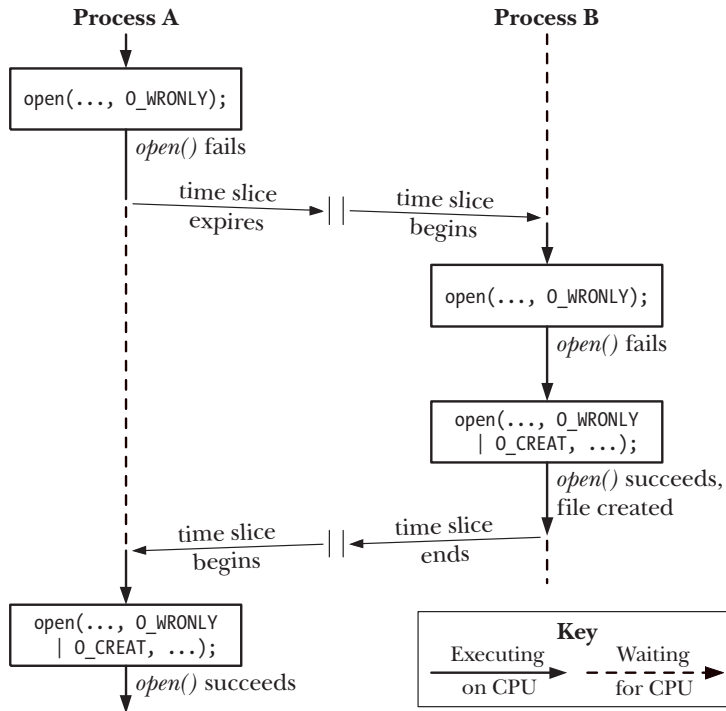 Process A
Process B
open(..., O_WRONLY);
open() fails
time slice
expires
time slice
begins
open(..., O_WRONLY);
open() fails
open(..., O_WRONLY
| O_CREAT, ...);
open() succeeds,
file created
time slice
ends
time slice
begins
open(..., O_WRONLY
| O_CREAT, ...);
open() succeeds
Key
Executing
on CPU
Waiting
for CPU